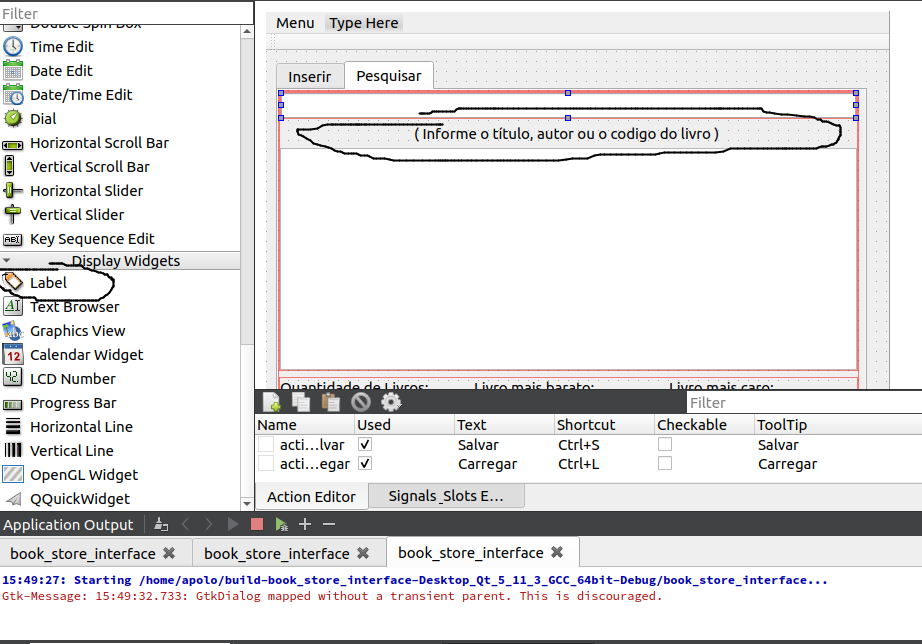 Filter
Double Spin Box
Time Edit
Date Edit
Date/Time Edit
Dial
Horizontal Scroll Bar
Vertical Scroll Bar
Horizontal Slider
Vertical Slider
Key Sequence Edit
Display Widgets
Label
Text Browser
Graphics View
Calendar Widget
LCD Number
Progress Bar
Horizontal Line
Vertical Line
OpenGL Widget
QQuickWidget
Menu Type Here
Inserir Pesquisar
( Informe o título, autor ou o codigo do livro )
Quantidade de Livros: Livro mais barato: Livro mais caro:
Filter
Name Used Text Shortcut Checkable ToolTip
acti...lvar Salvar Ctrl+S Salvar
acti...egar Carregar Ctrl+L Carregar
Action Editor Signals_Slots E...
Application Output
book_store_interface book_store_interface book_store_interface
15:49:27: Starting /home/apolo/build-book_store_interface-Desktop_Qt_5_11_3_GCC_64bit-Debug/book_store_interface...
Gtk-Message: 15:49:32.733: GtkDialog mapped without a transient parent. This is discouraged.